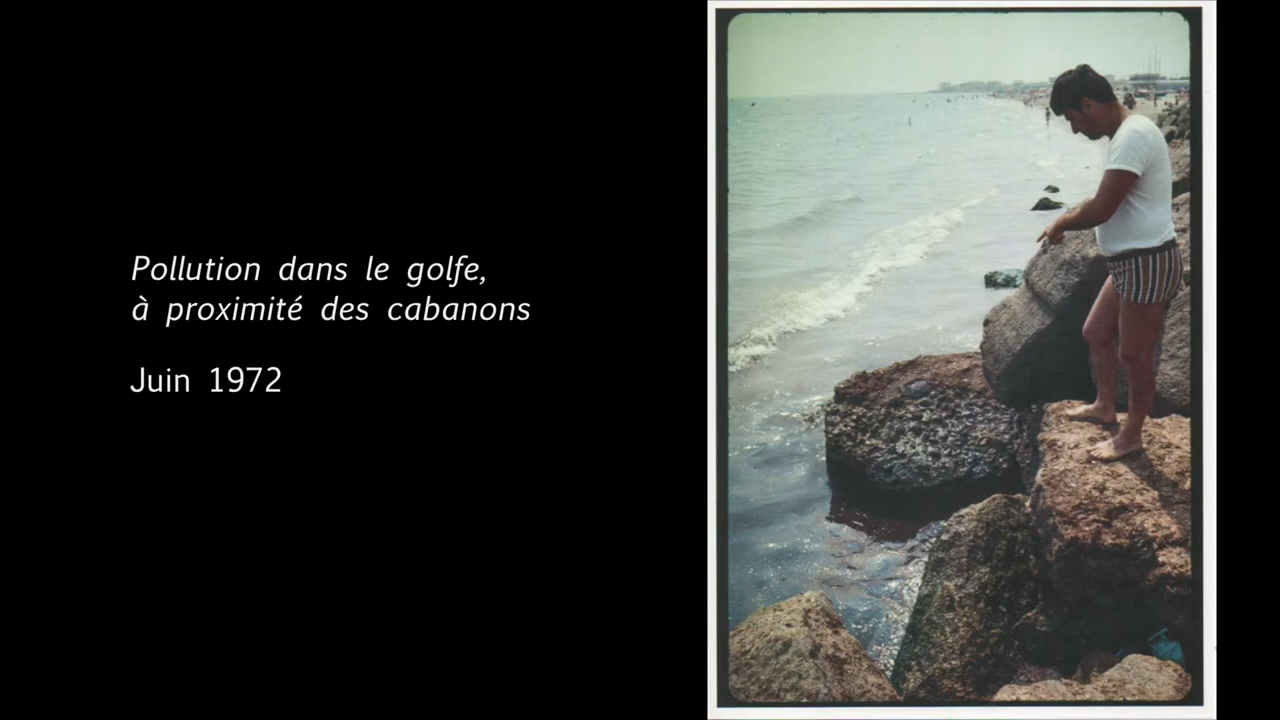 Pollution dans le golfe,
à proximité des cabanons
Juin 1972